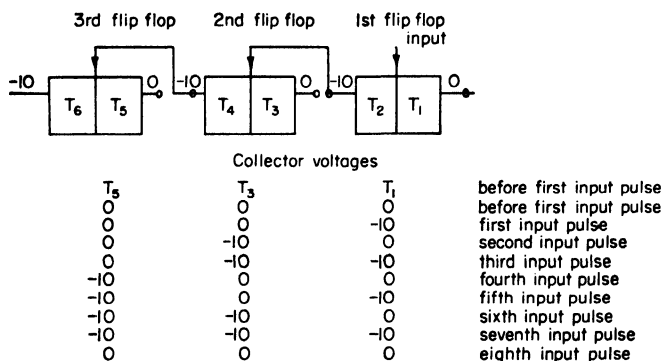 3rd flip flop 2nd flip flop 1st flip flop
input
-10 0 -10 0 -10 0
T6 T5 T4 T3 T2 T1
Collector voltages
T5 T3 T1 before first input pulse
0 0 0 before first input pulse
0 0 -10 first input pulse
0 -10 0 second input pulse
0 -10 -10 third input pulse
-10 0 0 fourth input pulse
-10 0 -10 fifth input pulse
-10 -10 0 sixth input pulse
-10 -10 -10 seventh input pulse
0 0 0 eighth input pulse